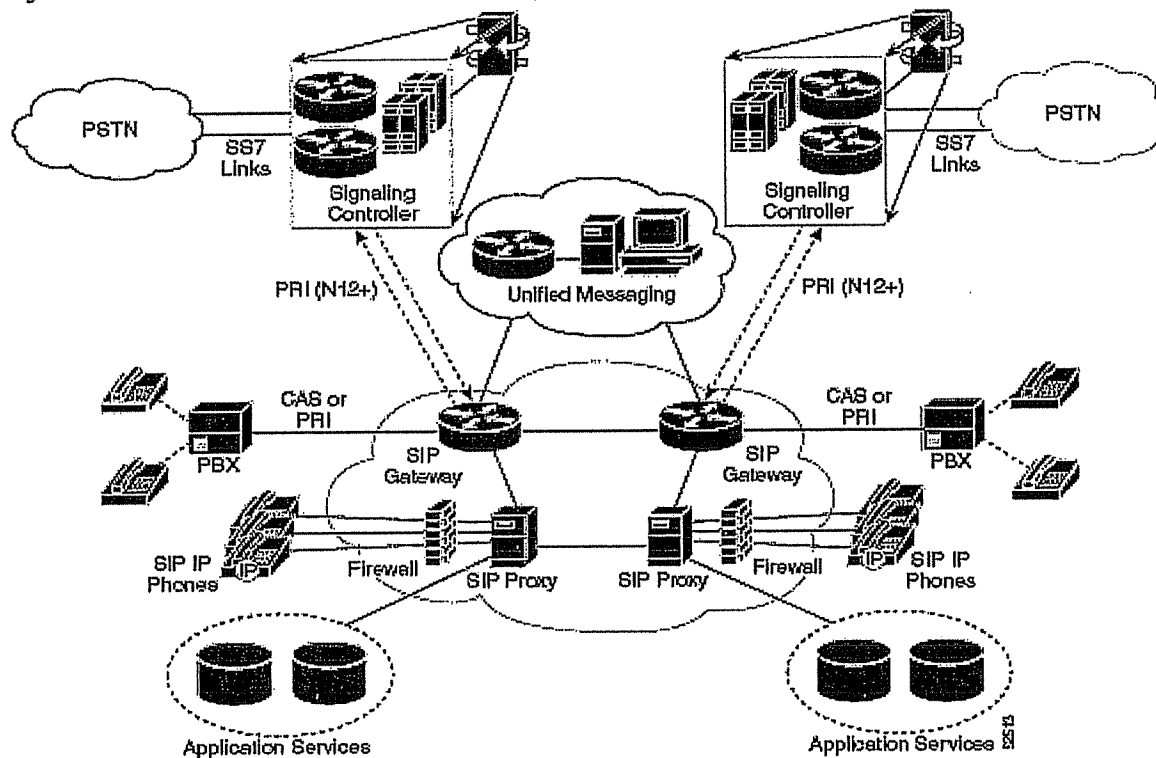 PSTN
SS7
Links
Signaling
Controller
PSTN
SS7
Links
Signaling
Controller
PRI (N12+)
Unified Messaging
PRI (N12+)
CAS or
PRI
PBX
SIP
Gateway
SIP
Gateway
CAS or
PRI
PBX
SIP IP
Phones
IP
Firewall
SIP Proxy
SIP Proxy
Firewall
IP
SIP IP
Phones
Application Services
Application Services